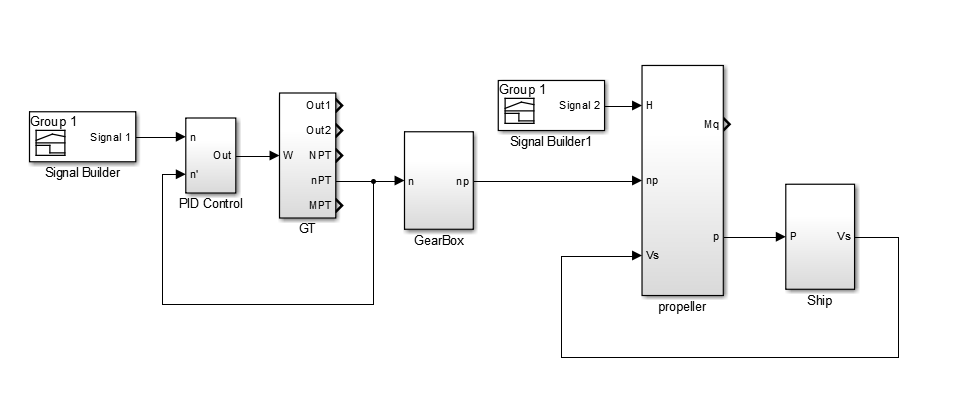 Group 1
Signal 1
Signal Builder
n
n'
Out
PID Control
W
Out1
Out2
NPT
nPT
MPT
GT
n
np
GearBox
Group 1
Signal 2
Signal Builder1
H
np
Vs
Mq
p
propeller
P
Vs
Ship